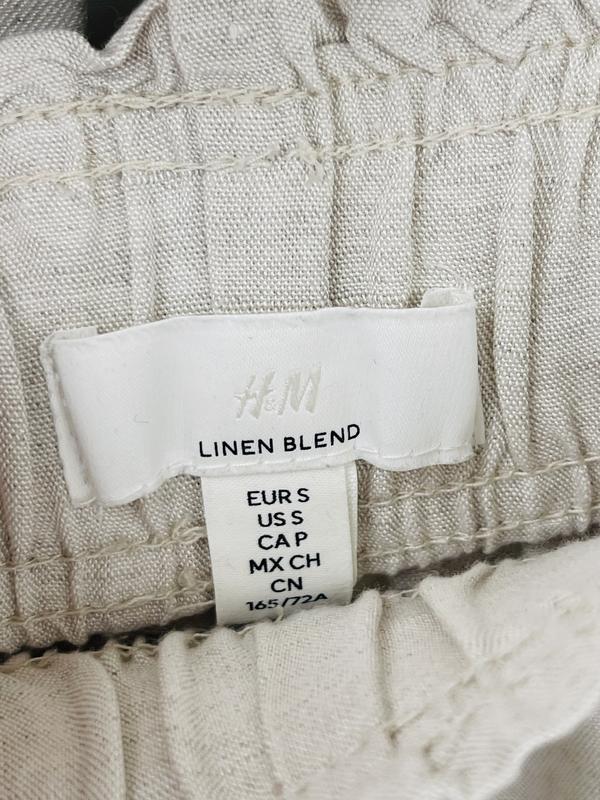 H&M
LINEN BLEND
EUR S
US S
CA P
MX CH
CN
165/72A